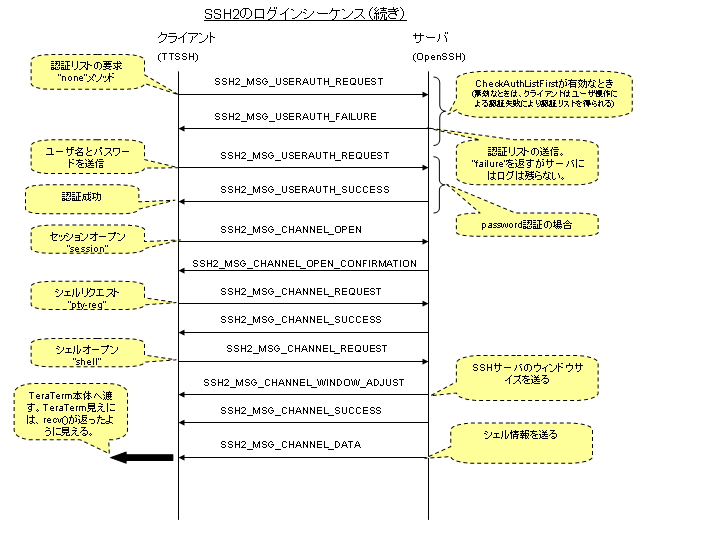 SSH2のログインシーケンス（続き）
クライアント
サーバ
(TTSSH)
(OpenSSH)
認証リストの要求
"none"メソッド
SSH2_MSG_USERAUTH_REQUEST
CheckAuthListFirstが有効なとき
(無効なときは、クライアントはユーザ操作に
よる認証失敗により認証リストを得られる)
SSH2_MSG_USERAUTH_FAILURE
ユーザ名とパスワー
ドを送信
SSH2_MSG_USERAUTH_REQUEST
認証リストの送信。
"failure"を返すがサーバに
はログは残らない。
認証成功
SSH2_MSG_USERAUTH_SUCCESS
password認証の場合
セッションオープン
"session"
SSH2_MSG_CHANNEL_OPEN
SSH2_MSG_CHANNEL_OPEN_CONFIRMATION
シェルリクエスト
"pty-req"
SSH2_MSG_CHANNEL_REQUEST
SSH2_MSG_CHANNEL_SUCCESS
シェルオープン
"shell"
SSH2_MSG_CHANNEL_REQUEST
SSHサーバのウィンドウサ
イズを送る
SSH2_MSG_CHANNEL_WINDOW_ADJUST
TeraTerm本体へ渡
す。TeraTerm見えに
は、recv()が返ったよ
うに見える。
SSH2_MSG_CHANNEL_SUCCESS
シェル情報を送る
SSH2_MSG_CHANNEL_DATA